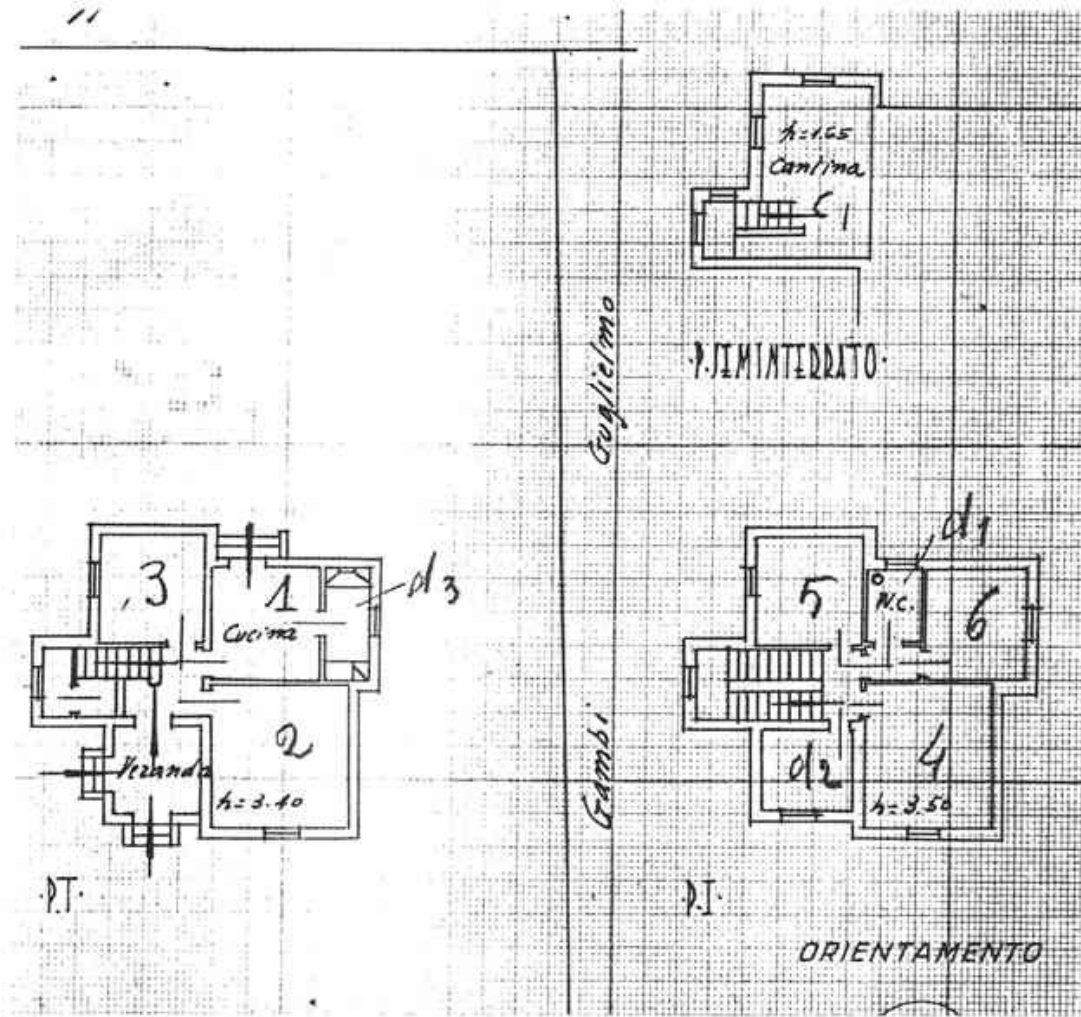 h=1.65
Cantina
C1
P. SEMINTERRATO
Guglielmo
Gambi
3
1
Cucina
d3
2
Veranda
h=3.40
P.T.
5
W.C.
d1
6
d2
4
h=3.50
P.I.
ORIENTAMENTO